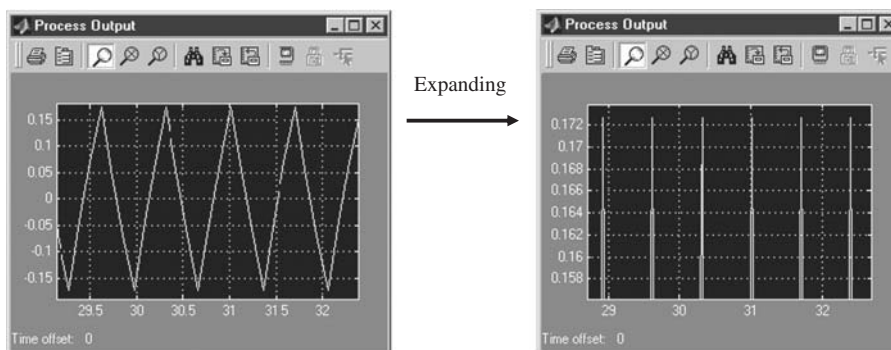 Process Output
0.15
0.1
0.05
0
-0.05
-0.1
-0.15
29.5 30 30.5 31 31.5 32
Time offset: 0
Expanding
Process Output
0.172
0.17
0.168
0.166
0.164
0.162
0.16
0.158
29 30 31 32
Time offset: 0